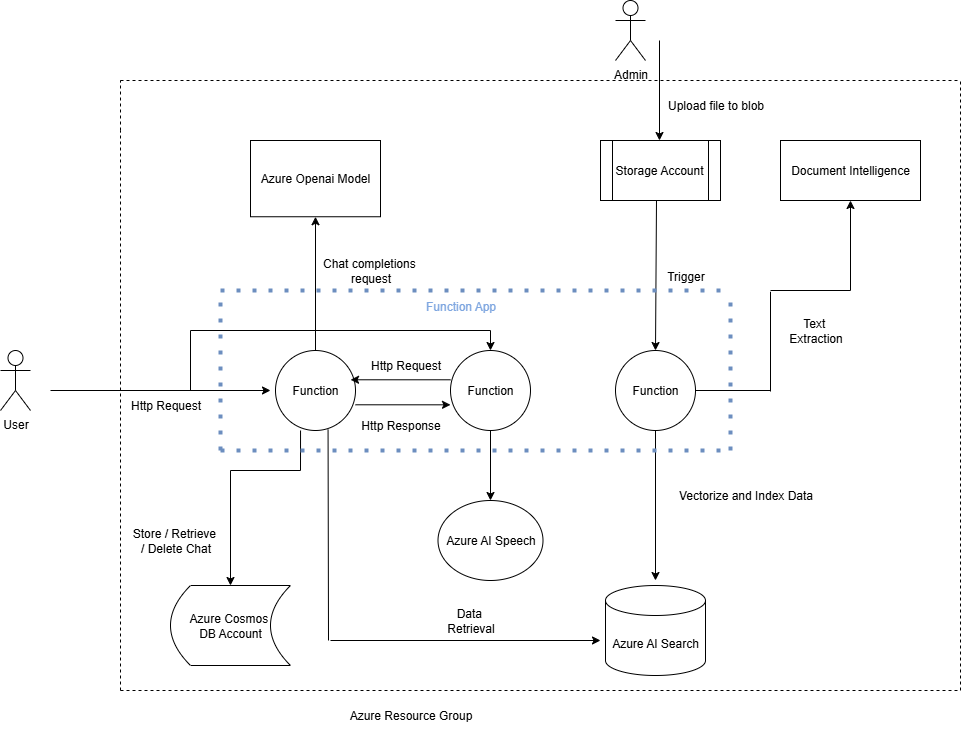 Admin
Upload file to blob
Azure Openai Model
Storage Account
Document Intelligence
Chat completions
request
Trigger
Function App
Text
Extraction
Http Request
Function
Function
Function
User
Http Request
Http Response
Vectorize and Index Data
Store / Retrieve
/ Delete Chat
Azure AI Speech
Data
Retrieval
Azure Cosmos
DB Account
Azure AI Search
Azure Resource Group